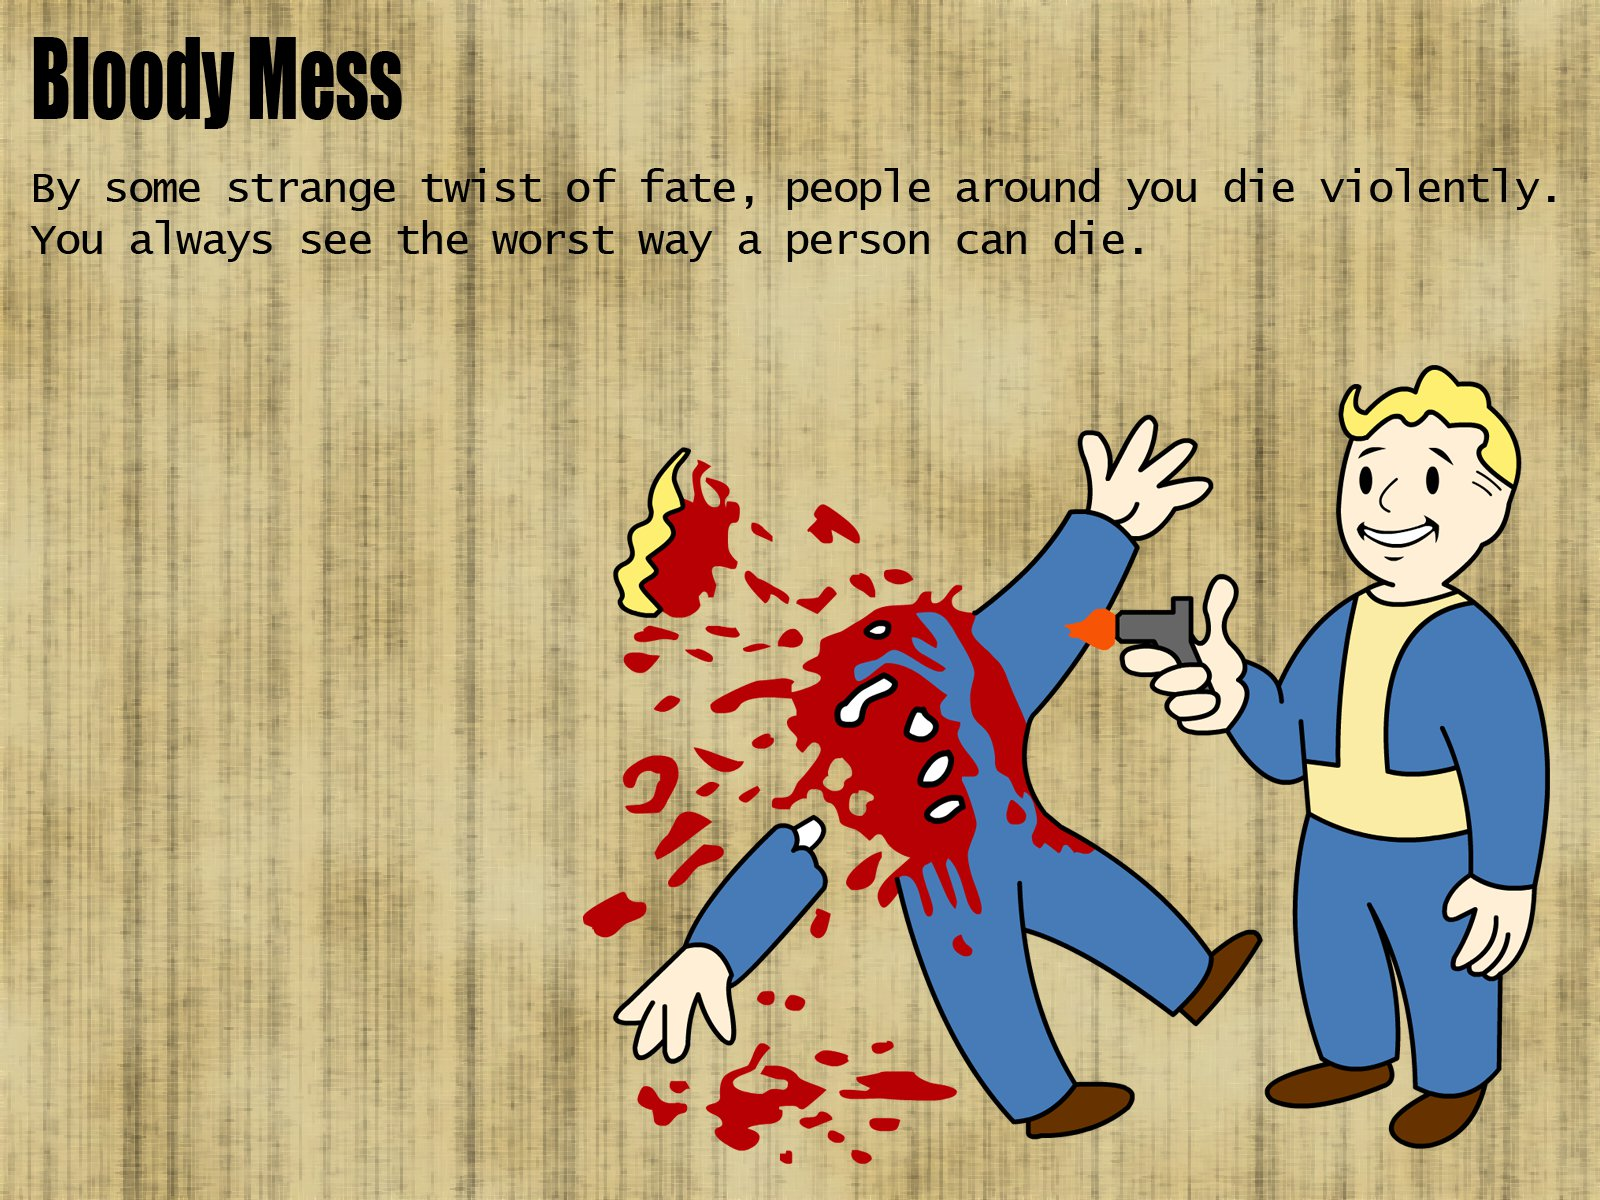 Bloody Mess
By some strange twist of fate, people around you die violently.
You always see the worst way a person can die.